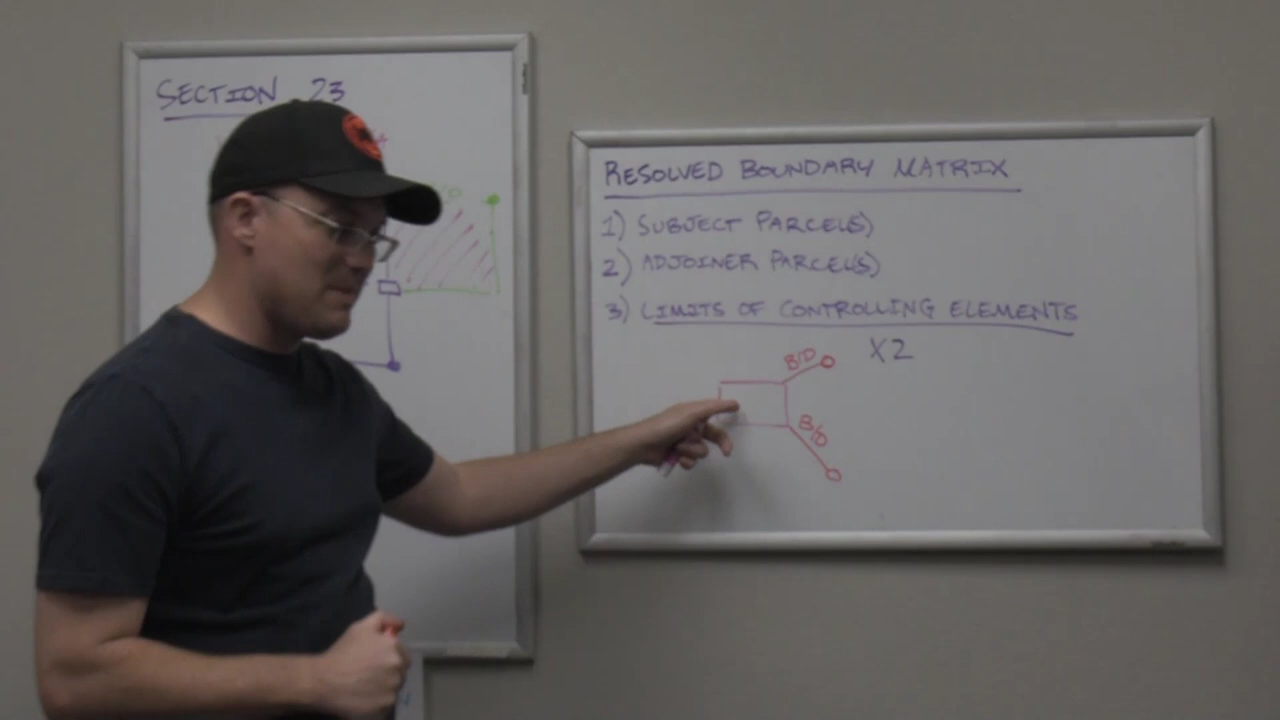 SECTION 23
RESOLVED BOUNDARY MATRIX
1) SUBJECT PARCEL(S)
2) ADJOINER PARCEL(S)
3) LIMITS OF CONTROLLING ELEMENTS
X2
B/D
B/D